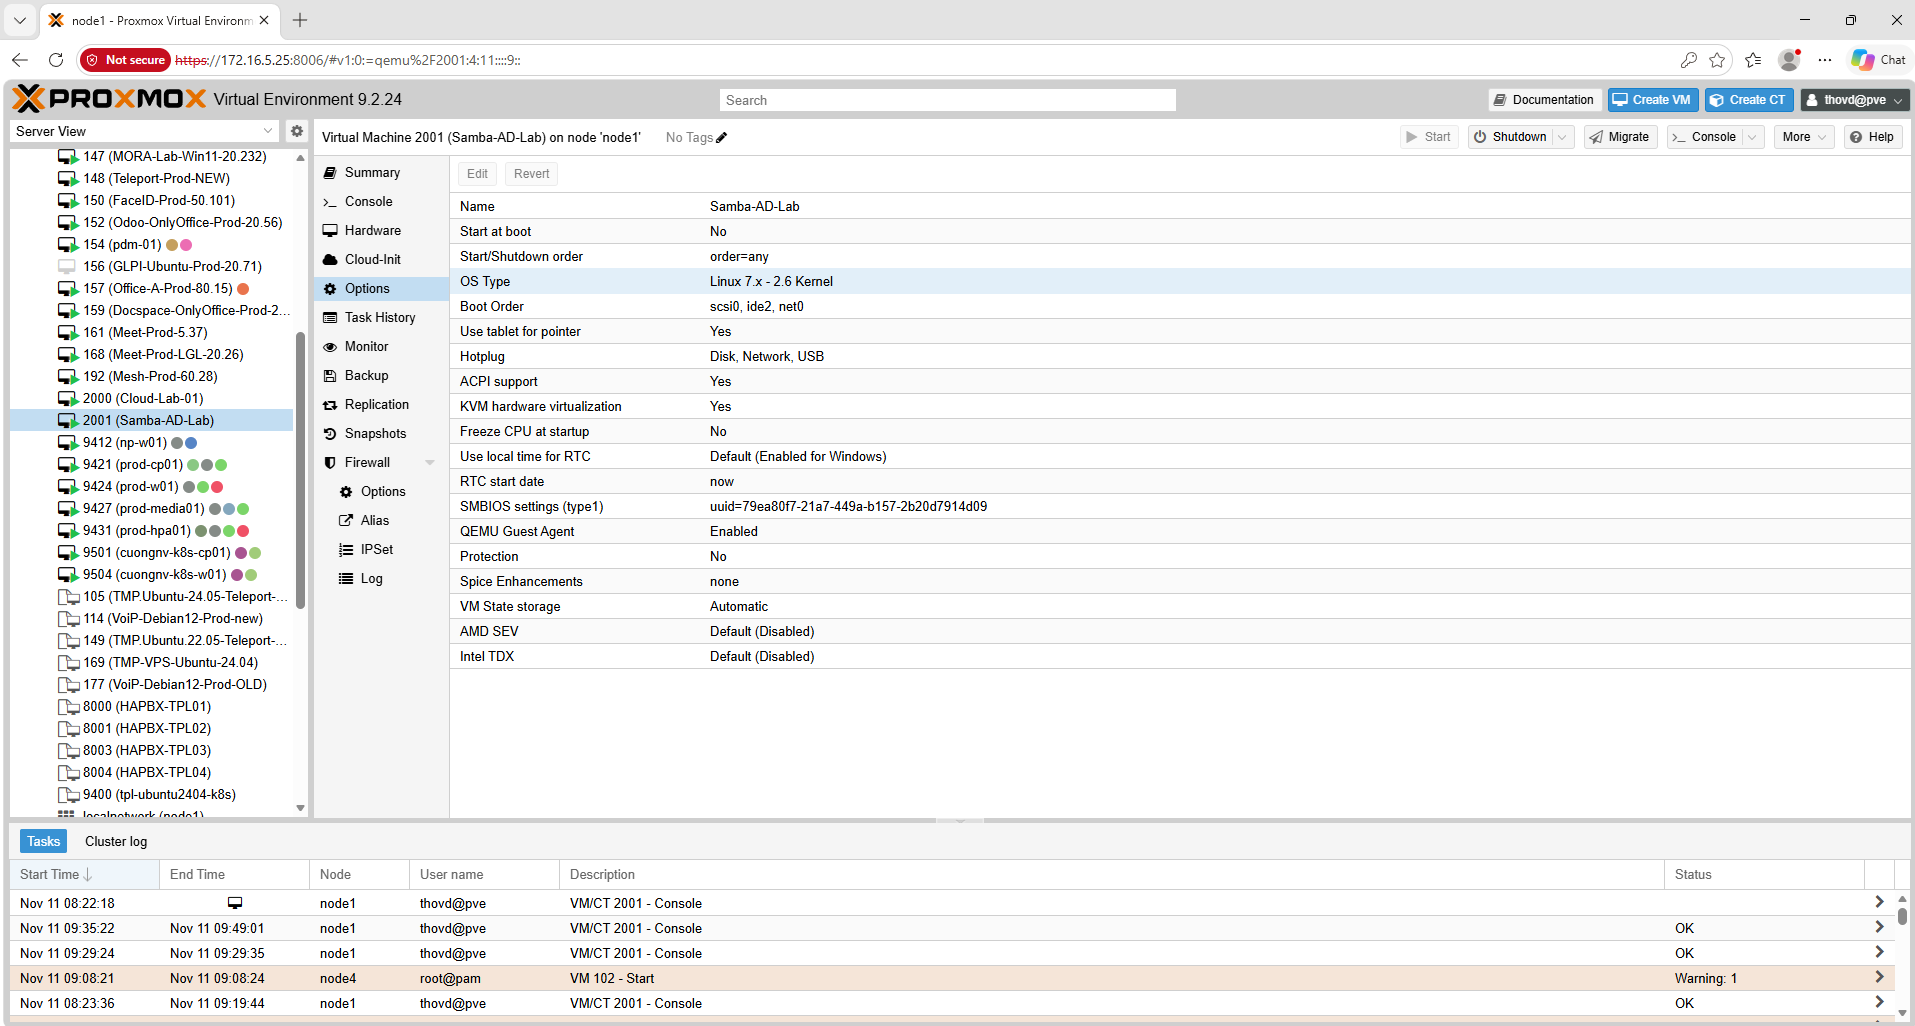 node1 - Proxmox Virtual Environm
Not secure https://172.16.5.25:8006/#v1:0:=qemu%2F2001:4:11::::9:: Chat
PROXMOX Virtual Environment 9.2.24 Search Documentation Create VM Create CT thovd@pve
Server View
Virtual Machine 2001 (Samba-AD-Lab) on node 'node1' No Tags Start Shutdown Migrate Console More Help
147 (MORA-Lab-Win11-20.232)
148 (Teleport-Prod-NEW)
150 (FaceID-Prod-50.101)
152 (Odoo-OnlyOffice-Prod-20.56)
154 (pdm-01)
156 (GLPI-Ubuntu-Prod-20.71)
157 (Office-A-Prod-80.15)
159 (Docspace-OnlyOffice-Prod-2...
161 (Meet-Prod-5.37)
168 (Meet-Prod-LGL-20.26)
192 (Mesh-Prod-60.28)
2000 (Cloud-Lab-01)
2001 (Samba-AD-Lab)
9412 (np-w01)
9421 (prod-cp01)
9424 (prod-w01)
9427 (prod-media01)
9431 (prod-hpa01)
9501 (cuongnv-k8s-cp01)
9504 (cuongnv-k8s-w01)
105 (TMP.Ubuntu-24.05-Teleport-...
114 (VoiP-Debian12-Prod-new)
149 (TMP.Ubuntu.22.05-Teleport-...
169 (TMP-VPS-Ubuntu-24.04)
177 (VoiP-Debian12-Prod-OLD)
8000 (HAPBX-TPL01)
8001 (HAPBX-TPL02)
8003 (HAPBX-TPL03)
8004 (HAPBX-TPL04)
9400 (tpl-ubuntu2404-k8s)
localnetwork (node1)
Summary
Console
Hardware
Cloud-Init
Options
Task History
Monitor
Backup
Replication
Snapshots
Firewall
Options
Alias
IPSet
Log
Edit Revert
Name Samba-AD-Lab
Start at boot No
Start/Shutdown order order=any
OS Type Linux 7.x - 2.6 Kernel
Boot Order scsi0, ide2, net0
Use tablet for pointer Yes
Hotplug Disk, Network, USB
ACPI support Yes
KVM hardware virtualization Yes
Freeze CPU at startup No
Use local time for RTC Default (Enabled for Windows)
RTC start date now
SMBIOS settings (type1) uuid=79ea80f7-21a7-449a-b157-2b20d7914d09
QEMU Guest Agent Enabled
Protection No
Spice Enhancements none
VM State storage Automatic
AMD SEV Default (Disabled)
Intel TDX Default (Disabled)
Tasks Cluster log
Start Time End Time Node User name Description Status
Nov 11 08:22:18 node1 thovd@pve VM/CT 2001 - Console
Nov 11 09:35:22 Nov 11 09:49:01 node1 thovd@pve VM/CT 2001 - Console OK
Nov 11 09:29:24 Nov 11 09:29:35 node1 thovd@pve VM/CT 2001 - Console OK
Nov 11 09:08:21 Nov 11 09:08:24 node4 root@pam VM 102 - Start Warning: 1
Nov 11 08:23:36 Nov 11 09:19:44 node1 thovd@pve VM/CT 2001 - Console OK